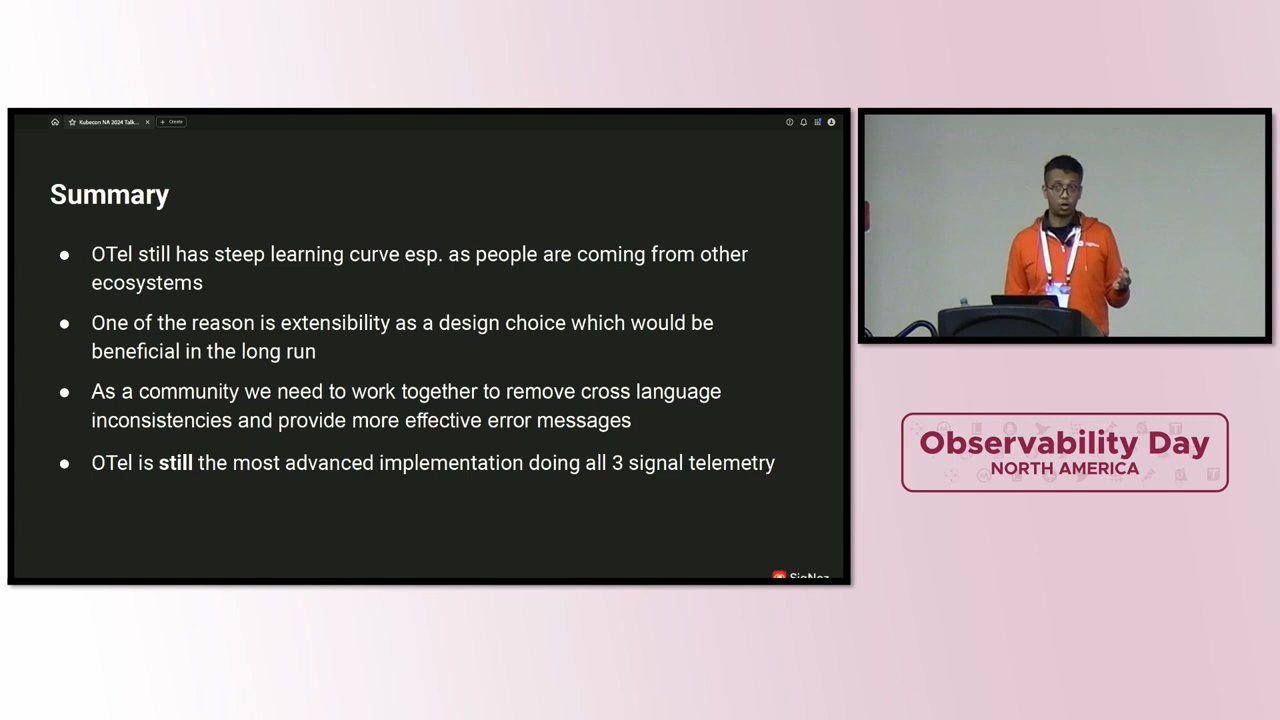 Kubecon NA 2024 Talk...
Create
Summary
● OTel still has steep learning curve esp. as people are coming from other
ecosystems
● One of the reason is extensibility as a design choice which would be
beneficial in the long run
● As a community we need to work together to remove cross language
inconsistencies and provide more effective error messages
● OTel is still the most advanced implementation doing all 3 signal telemetry
SigNoz
Observability Day
NORTH AMERICA